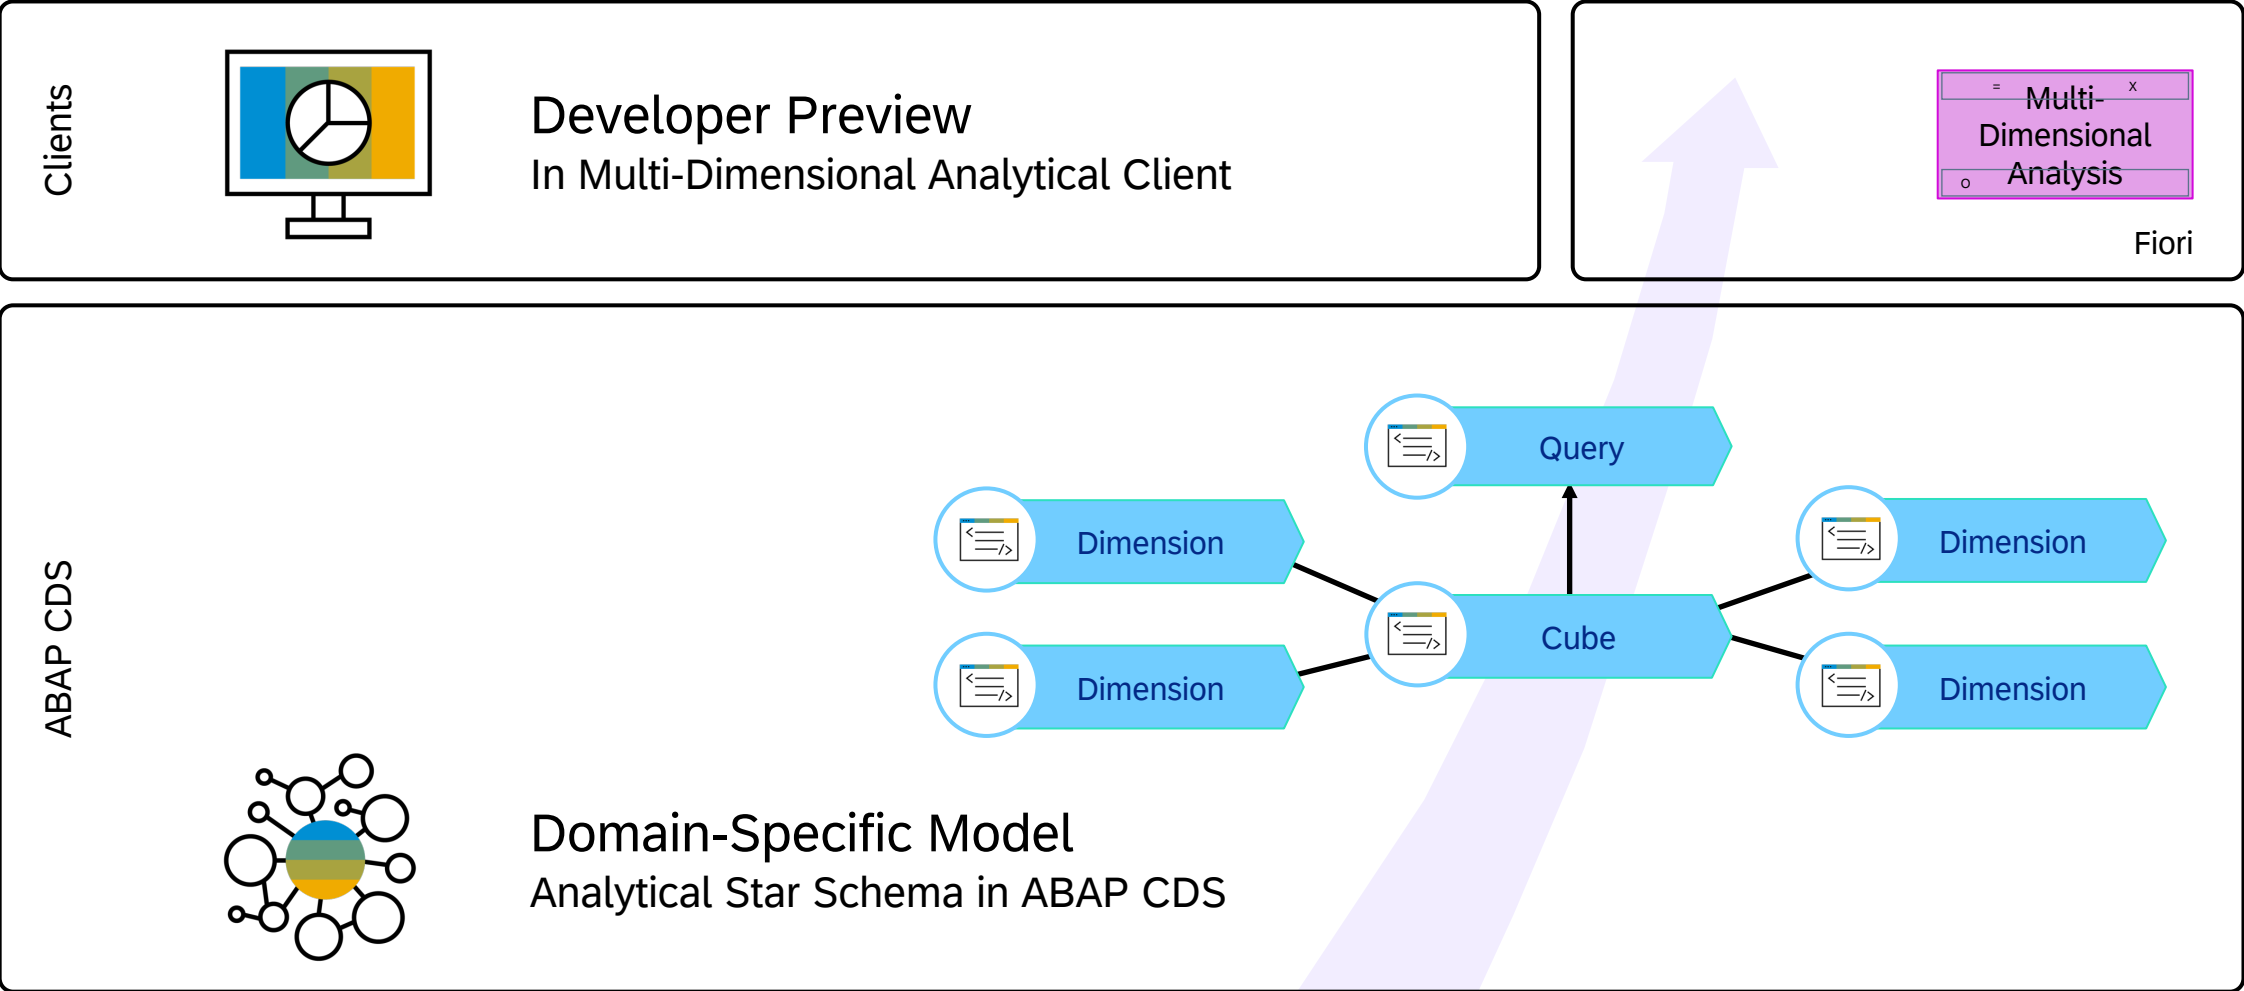 Clients
Developer Preview
In Multi-Dimensional Analytical Client
= x
Multi-
Dimensional
Analysis
o
Fiori
ABAP CDS
Query
Dimension
Dimension
Cube
Dimension
Dimension
Domain-Specific Model
Analytical Star Schema in ABAP CDS